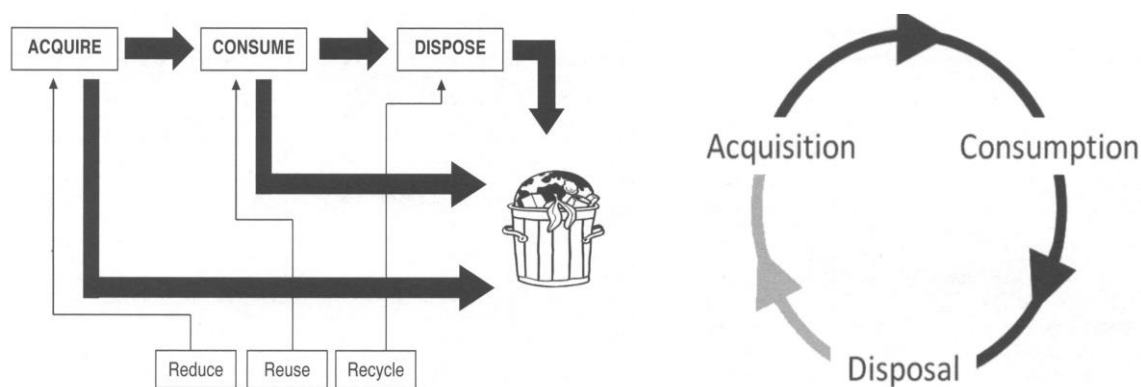 ACQUIRE
CONSUME
DISPOSE
Reduce
Reuse
Recycle
Acquisition
Consumption
Disposal